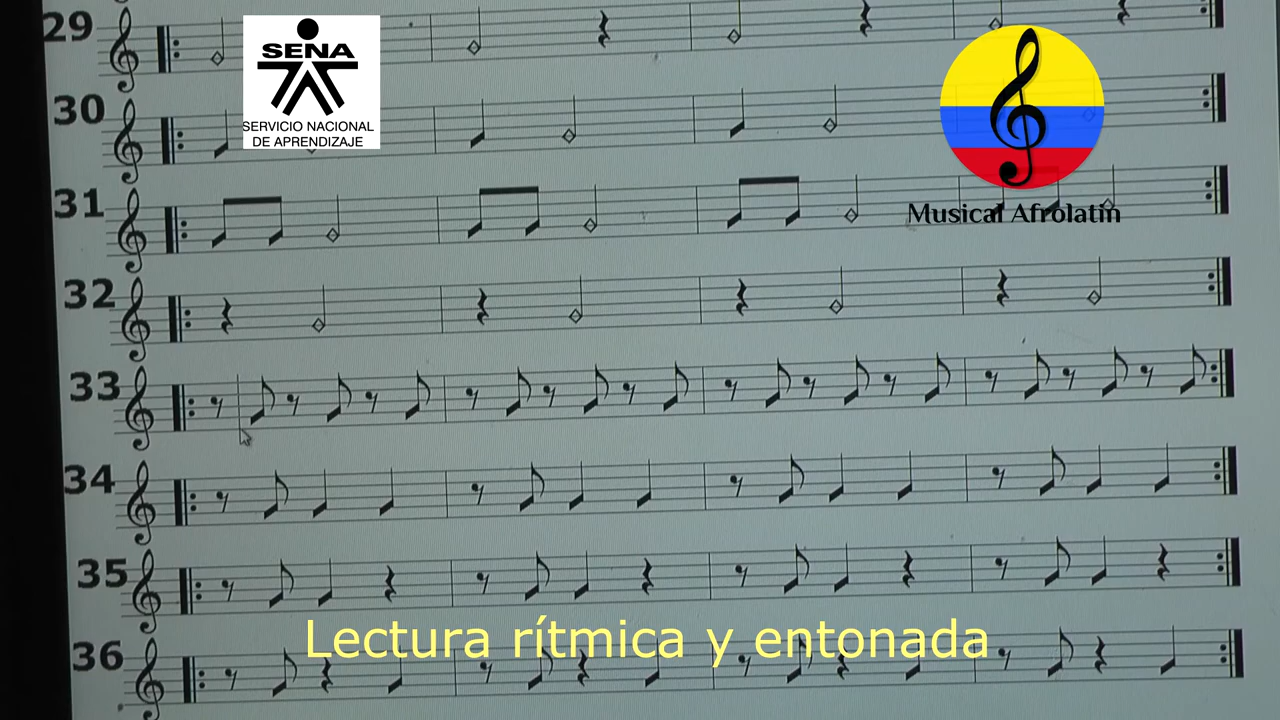 29
SENA
SERVICIO NACIONAL
DE APRENDIZAJE
30
31
Musical Afrolatín
32
33
34
35
Lectura rítmica y entonada
36